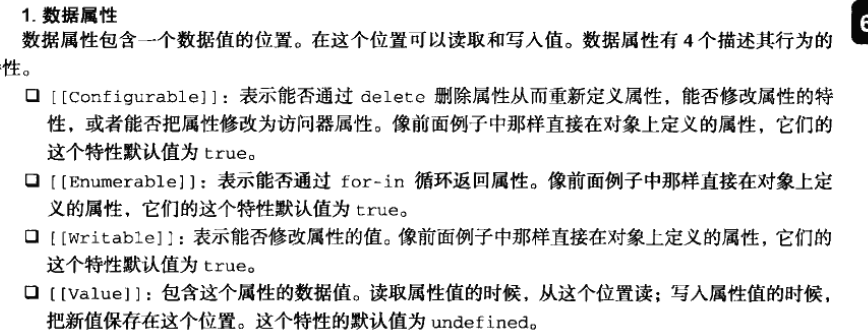 1. 数据属性
数据属性包含一个数据值的位置。在这个位置可以读取和写入值。数据属性有 4 个描述其行为的
性。
[[Configurable]]：表示能否通过 delete 删除属性从而重新定义属性，能否修改属性的特
性，或者能否把属性修改为访问器属性。像前面例子中那样直接在对象上定义的属性，它们的
这个特性默认值为 true。
[[Enumerable]]：表示能否通过 for-in 循环返回属性。像前面例子中那样直接在对象上定
义的属性，它们的这个特性默认值为 true。
[[Writable]]：表示能否修改属性的值。像前面例子中那样直接在对象上定义的属性，它们的
这个特性默认值为 true。
[[Value]]：包含这个属性的数据值。读取属性值的时候，从这个位置读；写入属性值的时候，
把新值保存在这个位置。这个特性的默认值为 undefined。